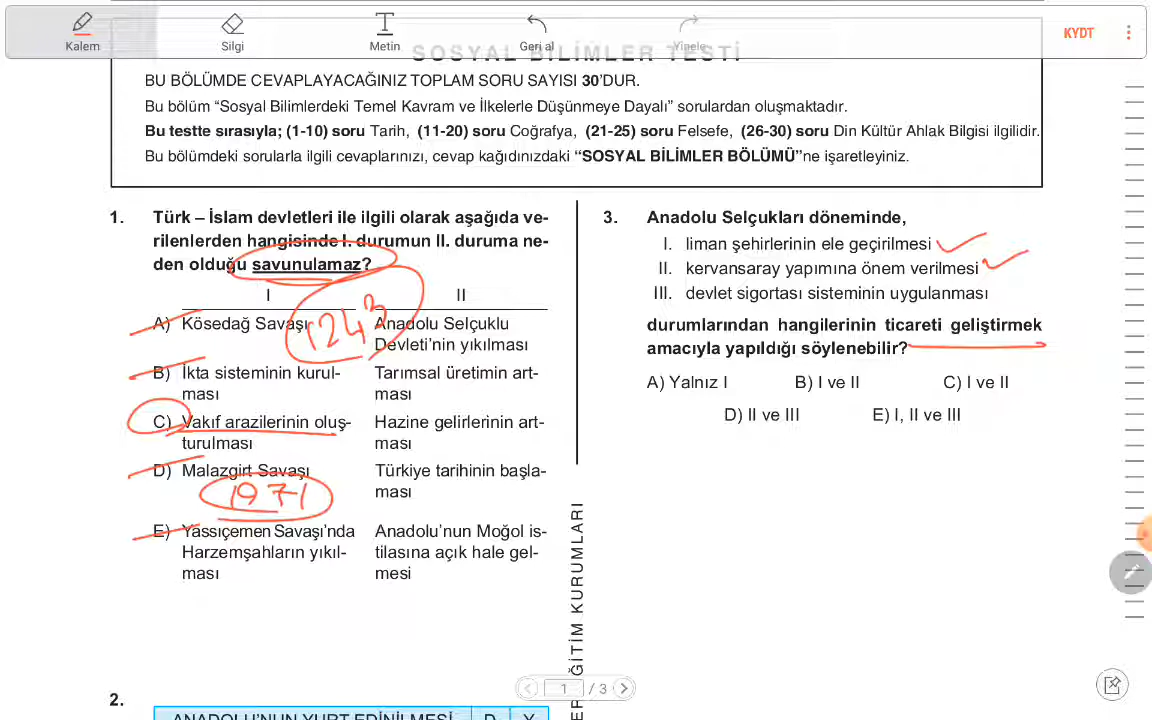 Kalem
Silgi
Metin
Geri al
Yinele
KYDT
SOSYAL BİLİMLER TESTİ
BU BÖLÜMDE CEVAPLAYACAĞINIZ TOPLAM SORU SAYISI 30'DUR.
Bu bölüm “Sosyal Bilimlerdeki Temel Kavram ve İlkelerle Düşünmeye Dayalı” sorulardan oluşmaktadır.
Bu testte sırasıyla; (1-10) soru Tarih, (11-20) soru Coğrafya, (21-25) soru Felsefe, (26-30) soru Din Kültür Ahlak Bilgisi ilgilidir.
Bu bölümdeki sorularla ilgili cevaplarınızı, cevap kağıdınızdaki “SOSYAL BİLİMLER BÖLÜMÜ”ne işaretleyiniz.
1. Türk – İslam devletleri ile ilgili olarak aşağıda ve-
rilenlerden hangisinde I. durumun II. duruma ne-
den olduğu savunulamaz?
I II
A) Kösedağ Savaşı Anadolu Selçuklu
Devleti'nin yıkılması
1243
B) İkta sisteminin kurul- Tarımsal üretimin art-
ması ması
C) Vakıf arazilerinin oluş- Hazine gelirlerinin art-
turulması ması
D) Malazgirt Savaşı Türkiye tarihinin başla-
ması
1971
E) Yassıçemen Savaşı'nda Anadolu'nun Moğol is-
Harzemşahların yıkıl- tilasına açık hale gel-
ması mesi
2.
ANADOLU'NUN YURT EDİNİLMESİ D Y
ĞİTİM KURUMLARI
3. Anadolu Selçukları döneminde,
I. liman şehirlerinin ele geçirilmesi
II. kervansaray yapımına önem verilmesi
III. devlet sigortası sisteminin uygulanması
durumlarından hangilerinin ticareti geliştirmek
amacıyla yapıldığı söylenebilir?
A) Yalnız I B) I ve II C) I ve II
D) II ve III E) I, II ve III
1 / 3